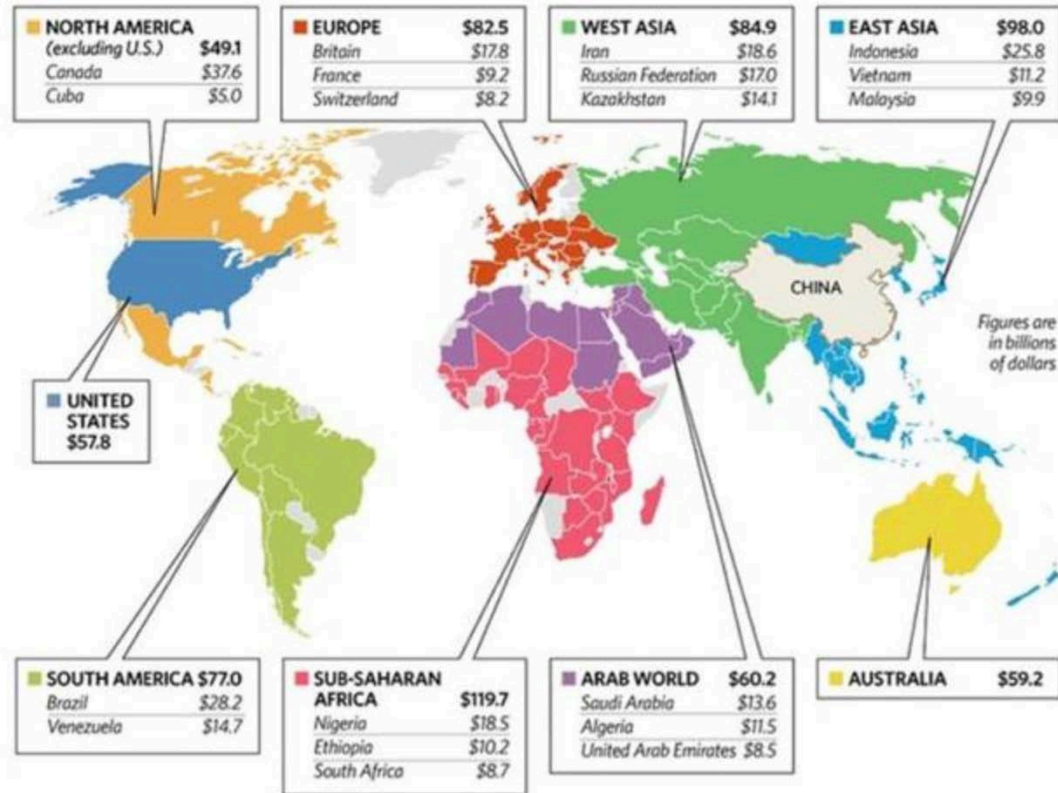 NORTH AMERICA
(excluding U.S.) $49.1
Canada $37.6
Cuba $5.0
EUROPE $82.5
Britain $17.8
France $9.2
Switzerland $8.2
WEST ASIA $84.9
Iran $18.6
Russian Federation $17.0
Kazakhstan $14.1
EAST ASIA $98.0
Indonesia $25.8
Vietnam $11.2
Malaysia $9.9
CHINA
Figures are
in billions
of dollars
UNITED
STATES
$57.8
SOUTH AMERICA $77.0
Brazil $28.2
Venezuela $14.7
SUB-SAHARAN
AFRICA $119.7
Nigeria $18.5
Ethiopia $10.2
South Africa $8.7
ARAB WORLD $60.2
Saudi Arabia $13.6
Algeria $11.5
United Arab Emirates $8.5
AUSTRALIA $59.2